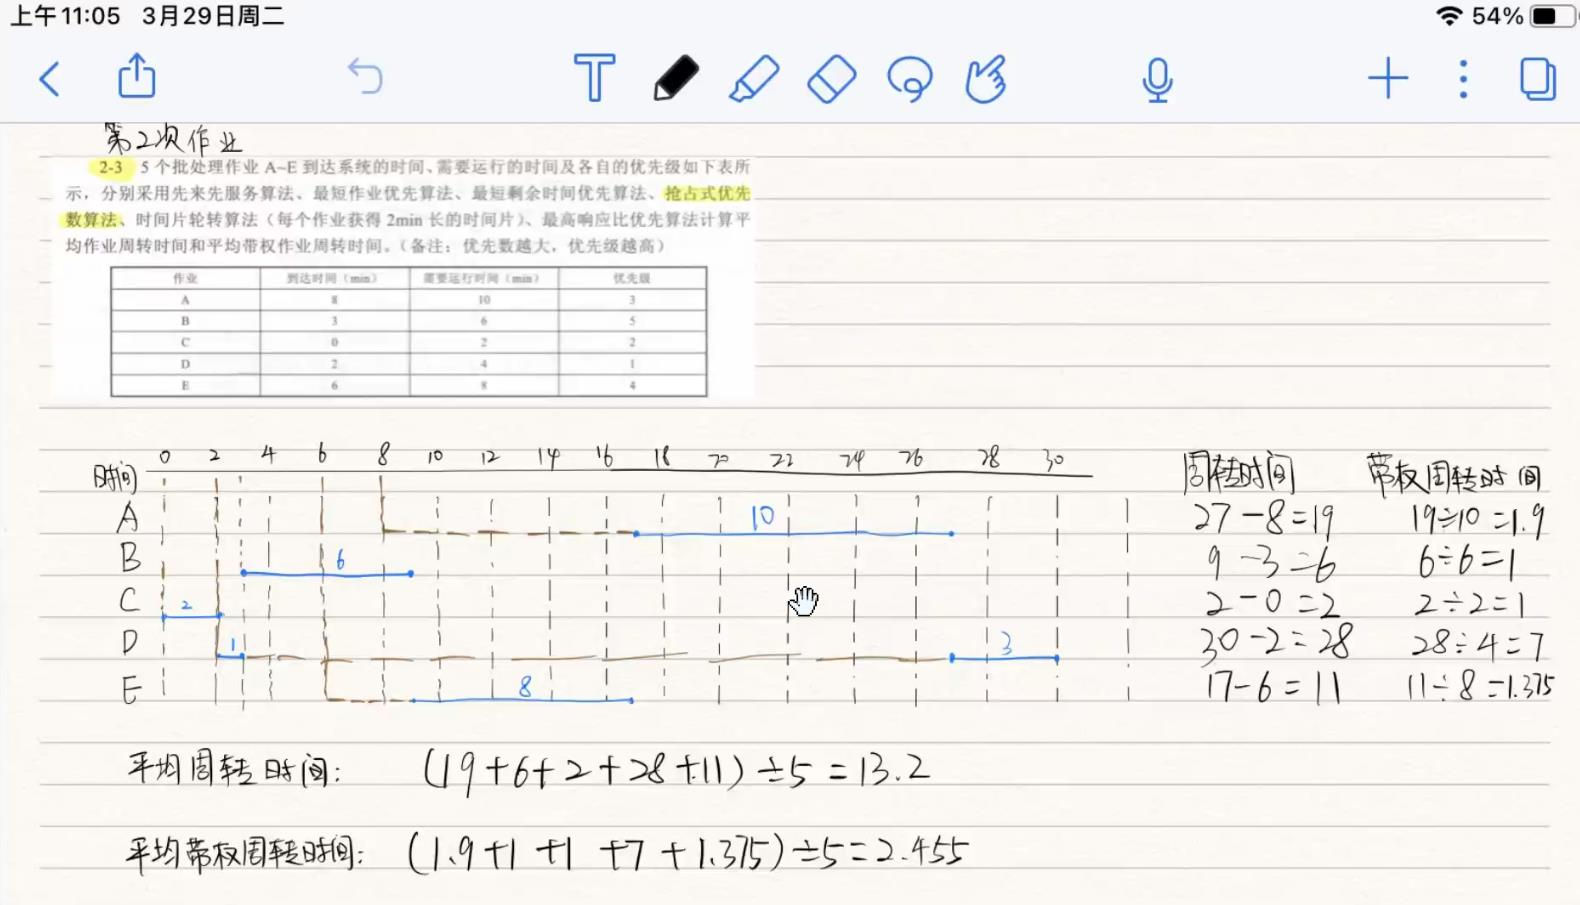 上午11:05 3月29日周二 54%
第2次作业
2-3 5 个批处理作业 A~E 到达系统的时间、需要运行的时间及各自的优先级如下表所
示，分别采用先来先服务算法、最短作业优先算法、最短剩余时间优先算法、抢占式优先
数算法、时间片轮转算法（每个作业获得 2min 长的时间片）、最高响应比优先算法计算平
均作业周转时间和平均带权作业周转时间。（备注：优先数越大，优先级越高）
作业 到达时间（min） 需要运行时间（min） 优先级
A 8 10 3
B 3 6 5
C 0 2 2
D 2 4 1
E 6 8 4
时间 0 2 4 6 8 10 12 14 16 18 20 22 24 26 28 30 周转时间 带权周转时间
A 10 27-8=19 19÷10=1.9
B 6 9-3=6 6÷6=1
C 2 2-0=2 2÷2=1
D 1 3 30-2=28 28÷4=7
E 8 17-6=11 11÷8=1.375
平均周转时间: (19+6+2+28+11)÷5=13.2
平均带权周转时间: (1.9+1+1+7+1.375)÷5=2.455